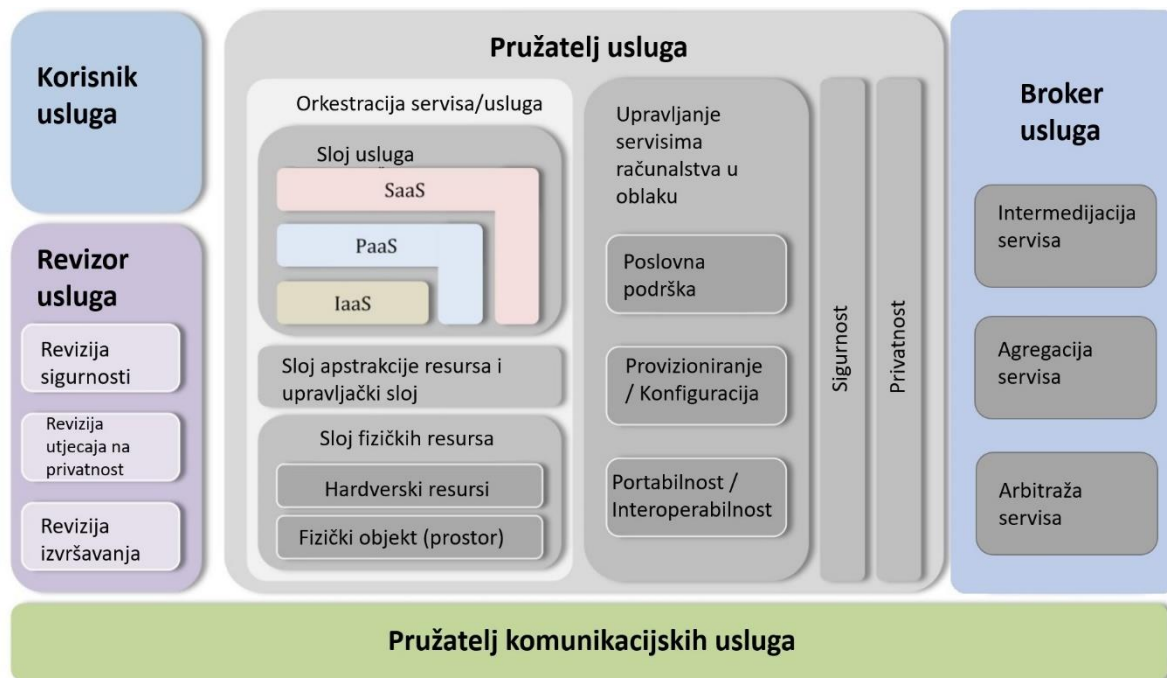 Korisnik
usluga
Revizor
usluga
Revizija
sigurnosti
Revizija
utjecaja na
privatnost
Revizija
izvršavanja
Pružatelj usluga
Orkestracija servisa/usluga
Sloj usluga
SaaS
PaaS
IaaS
Sloj apstrakcije resursa i
upravljački sloj
Sloj fizičkih resursa
Hardverski resursi
Fizički objekt (prostor)
Upravljanje
servisima
računalstva u
oblaku
Poslovna
podrška
Provizioniranje
/ Konfiguracija
Portabilnost /
Interoperabilnost
Sigurnost
Privatnost
Broker
usluga
Intermedijacija
servisa
Agregacija
servisa
Arbitraža
servisa
Pružatelj komunikacijskih usluga